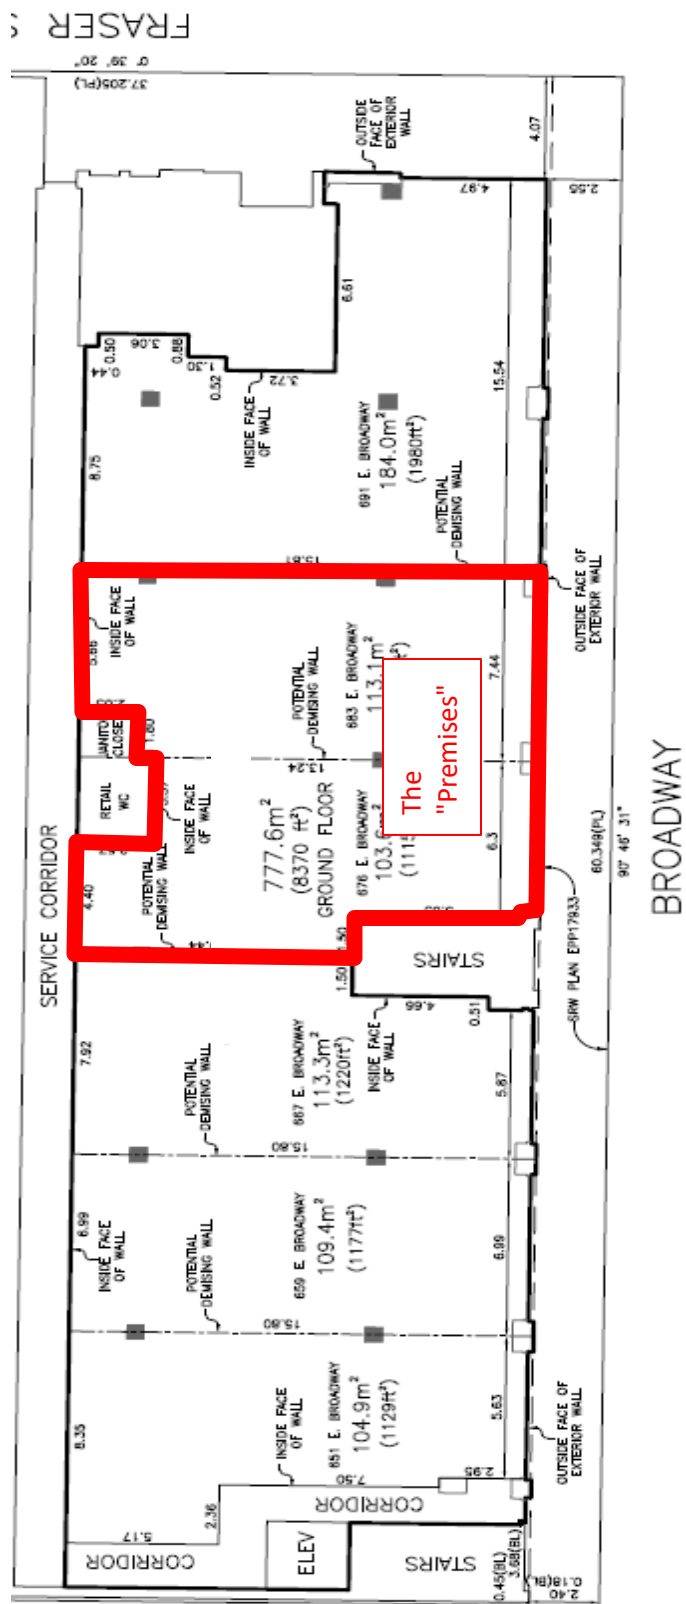 FRASER S
0° 39' 20"
37.205(PL)
OUTSIDE
FACE OF
EXTERIOR
WALL
4.07
4.97
2.55
6.61
0.50
3.06
0.88
1.30
0.44
0.52
3.72
15.54
INSIDE FACE
OF WALL
8.75
691 E. BROADWAY
184.0m²
(1980ft²)
POTENTIAL
DEMISING WALL
15.81
OUTSIDE FACE OF
EXTERIOR WALL
INSIDE FACE
OF WALL
5.66
POTENTIAL
DEMISING WALL
683 E. BROADWAY
113.1m²
7.44
JANITOR
CLOSE
1.80
13.24
The
"Premises"
RETAIL
WC
INSIDE FACE
OF WALL
777.6m²
(8370 ft²)
GROUND FLOOR
676 E. BROADWAY
103.6
(1115
6.3
BROADWAY
60.349(PL)
90° 46' 31"
SERVICE CORRIDOR
4.40
POTENTIAL
DEMISING WALL
1.50
1.50
STAIRS
SRW PLAN EPP17933
4.66
0.51
INSIDE FACE
OF WALL
7.92
667 E. BROADWAY
113.3m²
(1220ft²)
5.87
POTENTIAL
DEMISING WALL
15.80
6.99
INSIDE FACE
OF WALL
POTENTIAL
DEMISING WALL
659 E. BROADWAY
109.4m²
(1177ft²)
6.99
15.80
8.35
INSIDE FACE
OF WALL
651 E. BROADWAY
104.9m²
(1129ft²)
5.63
OUTSIDE FACE OF
EXTERIOR WALL
7.50
2.95
CORRIDOR
2.36
5.17
CORRIDOR
ELEV
STAIRS
0.45(BL)
3.68(BL)
0.18(BL)
2.40